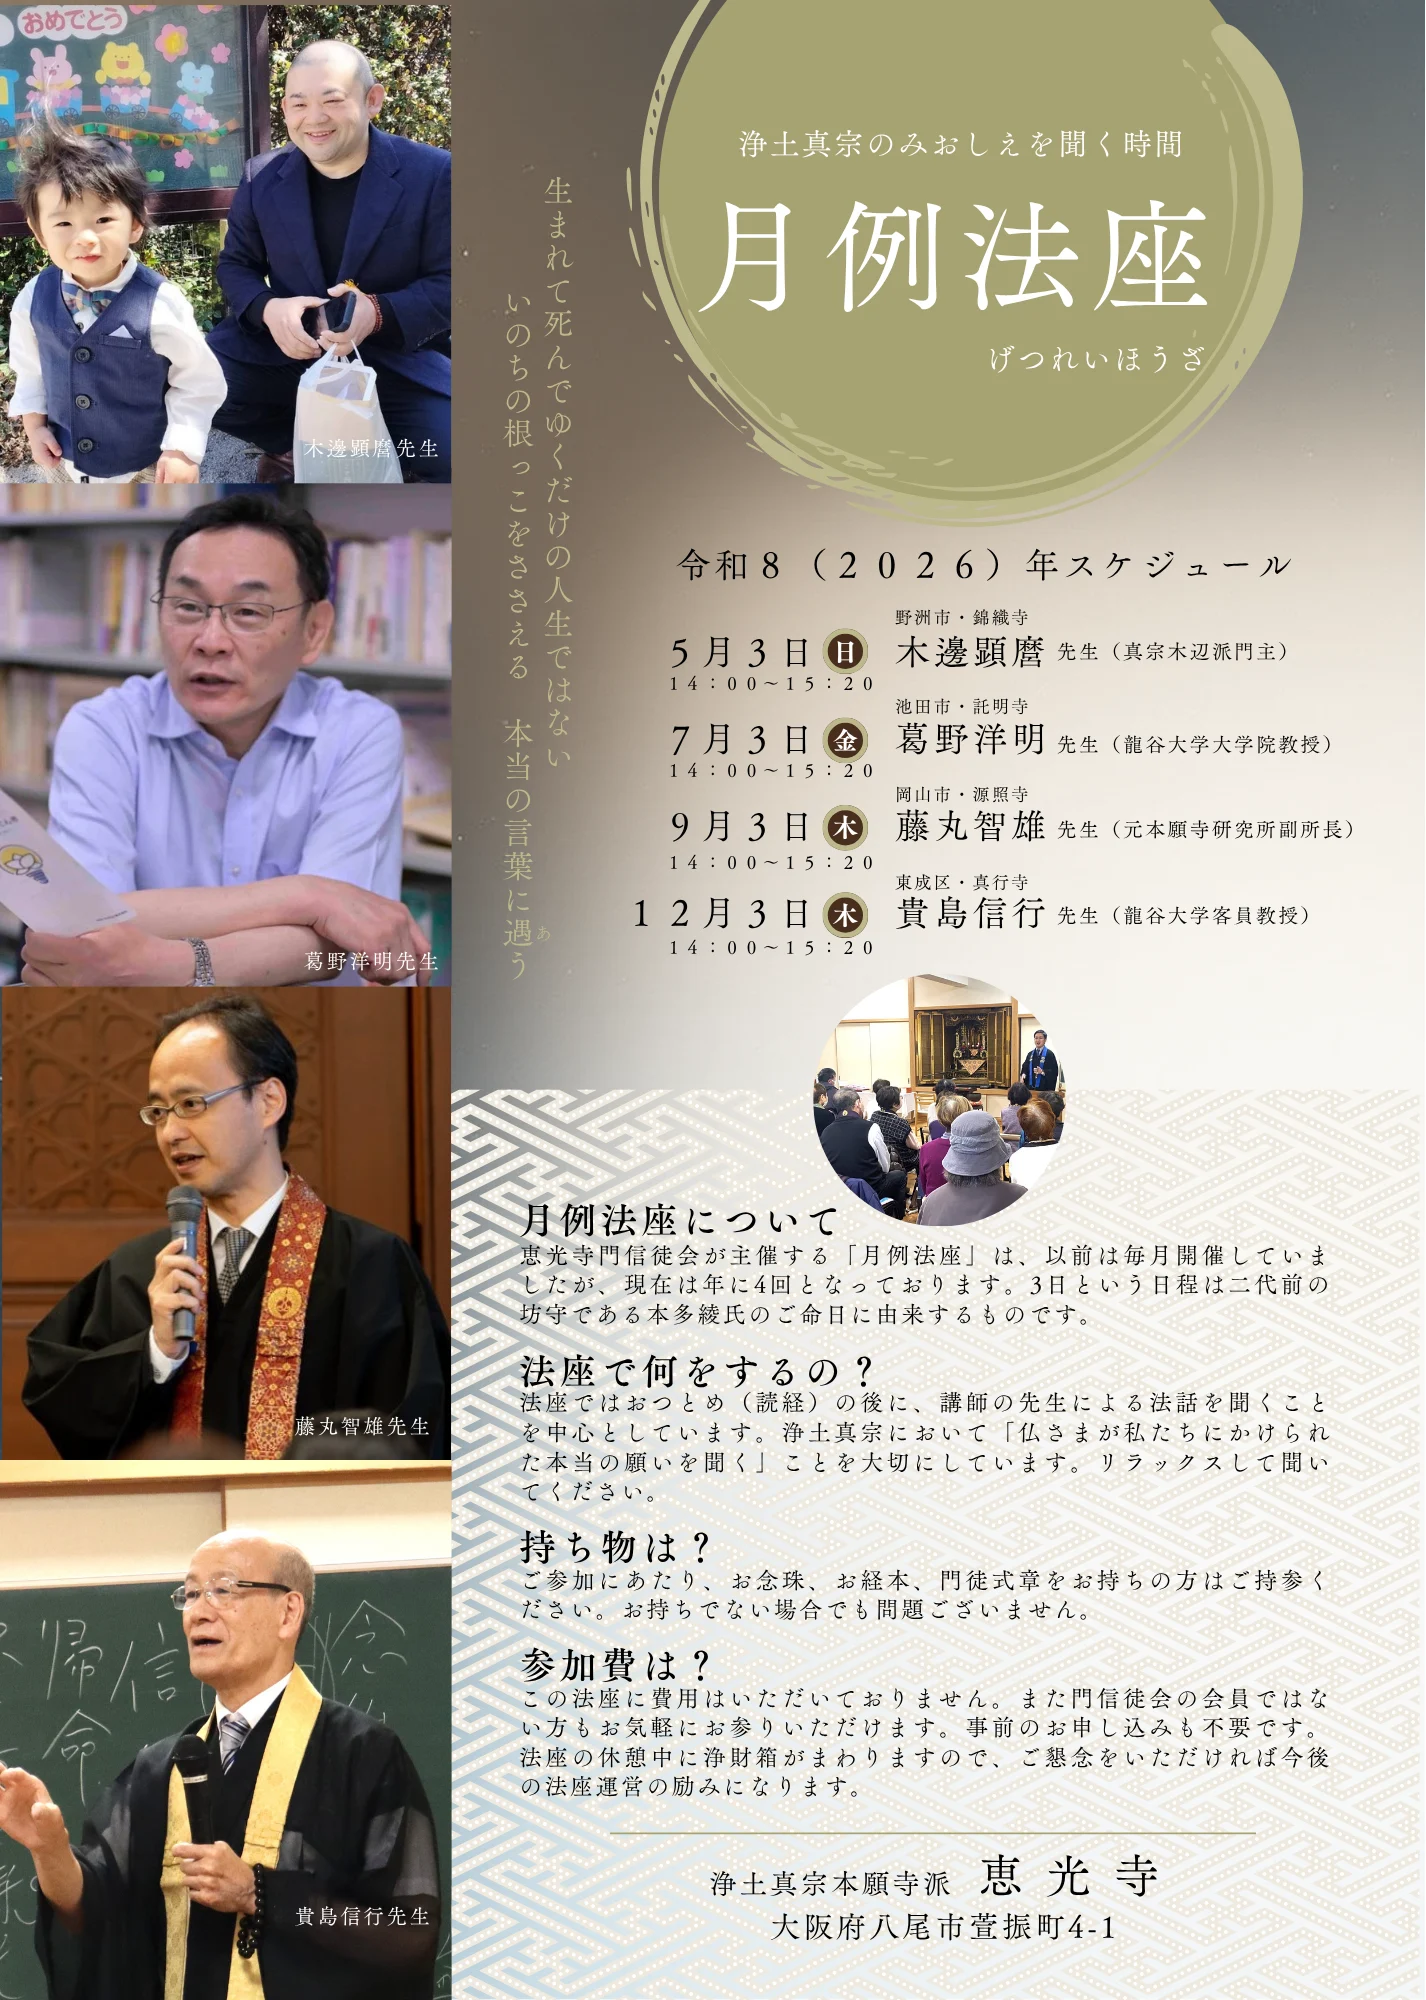 おめでとう
木邊顕麿先生
葛野洋明先生
藤丸智雄先生
帰
命
信
念
貴島信行先生
生まれて死んでゆくだけの人生ではない
いのちの根っこをささえる　本当の言葉に遇う
あ
浄土真宗のみおしえを聞く時間
月例法座
げつれいほうざ
令和8（2026）年スケジュール
野洲市・錦織寺
5月3日 日 木邊顕麿 先生（真宗木辺派門主）
14：00～15：20
池田市・託明寺
7月3日 金 葛野洋明 先生（龍谷大学大学院教授）
14：00～15：20
岡山市・源照寺
9月3日 木 藤丸智雄 先生（元本願寺研究所副所長）
14：00～15：20
東成区・真行寺
12月3日 木 貴島信行 先生（龍谷大学客員教授）
14：00～15：20
月例法座について
恵光寺門信徒会が主催する「月例法座」は、以前は毎月開催していま
したが、現在は年に4回となっております。3日という日程は二代前の
坊守である本多綾氏のご命日に由来するものです。
法座で何をするの？
法座ではおつとめ（読経）の後に、講師の先生による法話を聞くこと
を中心としています。浄土真宗において「仏さまが私たちにかけられ
た本当の願いを聞く」ことを大切にしています。リラックスして聞い
てください。
持ち物は？
ご参加にあたり、お念珠、お経本、門徒式章をお持ちの方はご持参く
ださい。お持ちでない場合でも問題ございません。
参加費は？
この法座に費用はいただいておりません。また門信徒会の会員ではな
い方もお気軽にお参りいただけます。事前のお申し込みも不要です。
法座の休憩中に浄財箱がまわりますので、ご懇念をいただければ今後
の法座運営の励みになります。
浄土真宗本願寺派 恵光寺
大阪府八尾市萱振町4-1